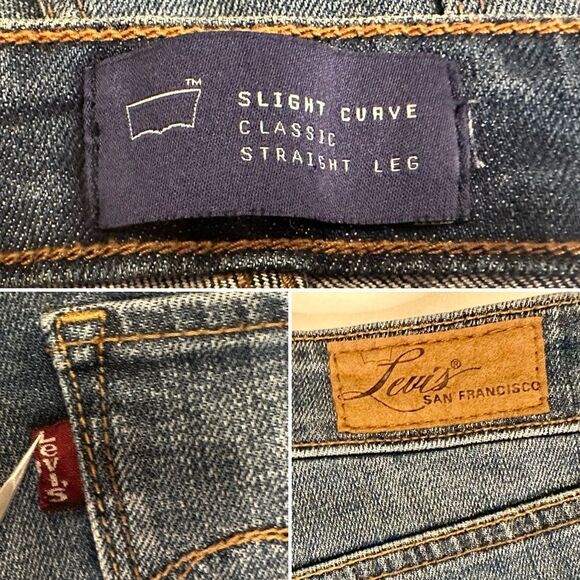 ™
SLIGHT CURVE
CLASSIC
STRAIGHT LEG
Levi's
Levi's®
SAN FRANCISCO